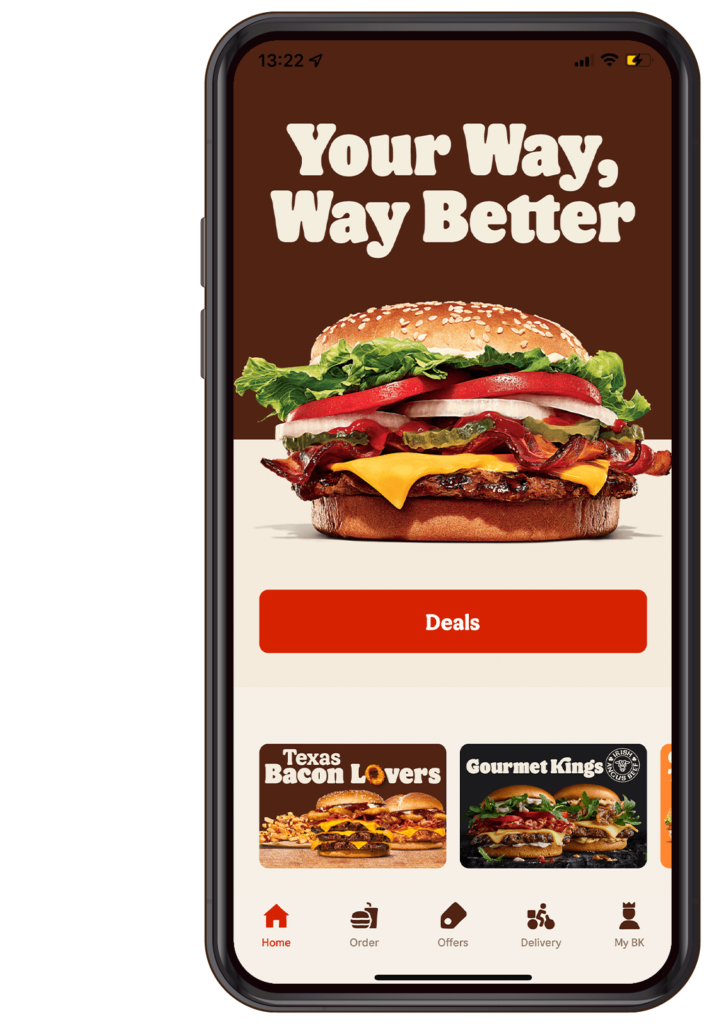 13:22
Your Way,
Way Better
Deals
Texas
Bacon Lovers
Gourmet Kings
IRISH
ANGUS BEEF
Home
Order
Offers
Delivery
My BK